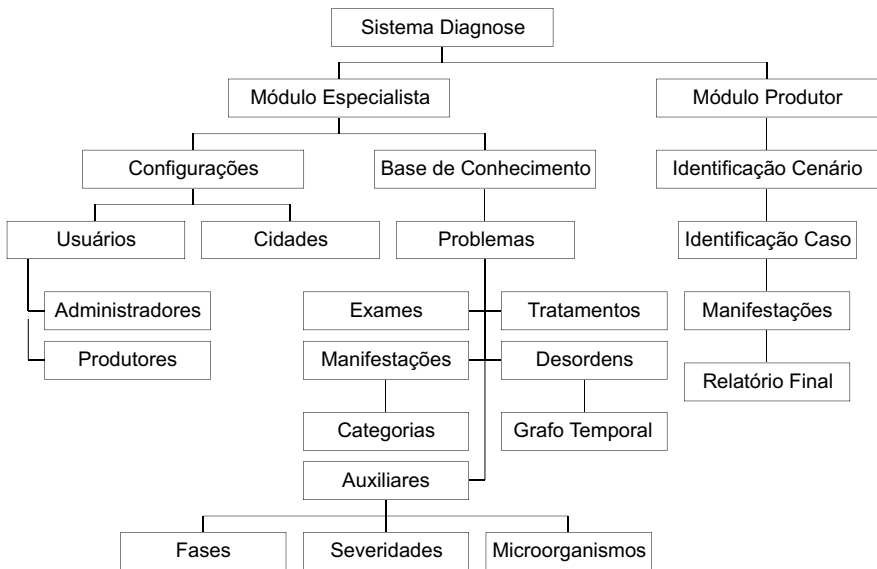 Sistema Diagnose
Módulo Especialista
Módulo Produtor
Configurações
Base de Conhecimento
Identificação Cenário
Usuários
Cidades
Problemas
Identificação Caso
Administradores
Exames
Tratamentos
Manifestações
Produtores
Manifestações
Desordens
Relatório Final
Categorias
Grafo Temporal
Auxiliares
Fases
Severidades
Microorganismos